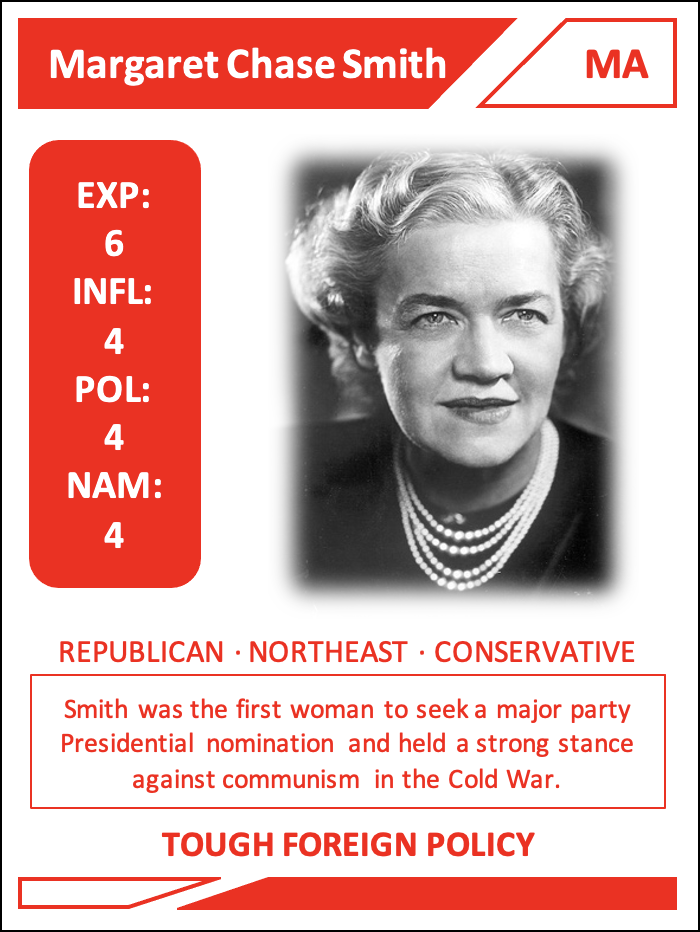 Margaret Chase Smith
MA
EXP:
6
INFL:
4
POL:
4
NAM:
4
REPUBLICAN · NORTHEAST · CONSERVATIVE
Smith was the first woman to seek a major party
Presidential nomination and held a strong stance
against communism in the Cold War.
TOUGH FOREIGN POLICY